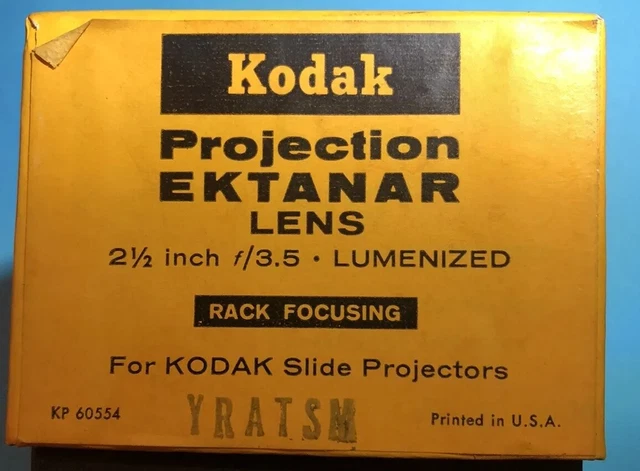 Kodak
Projection
EKTANAR
LENS
2½ inch f/3.5 • LUMENIZED
RACK FOCUSING
For KODAK Slide Projectors
KP 60554
YRATSM
Printed in U.S.A.